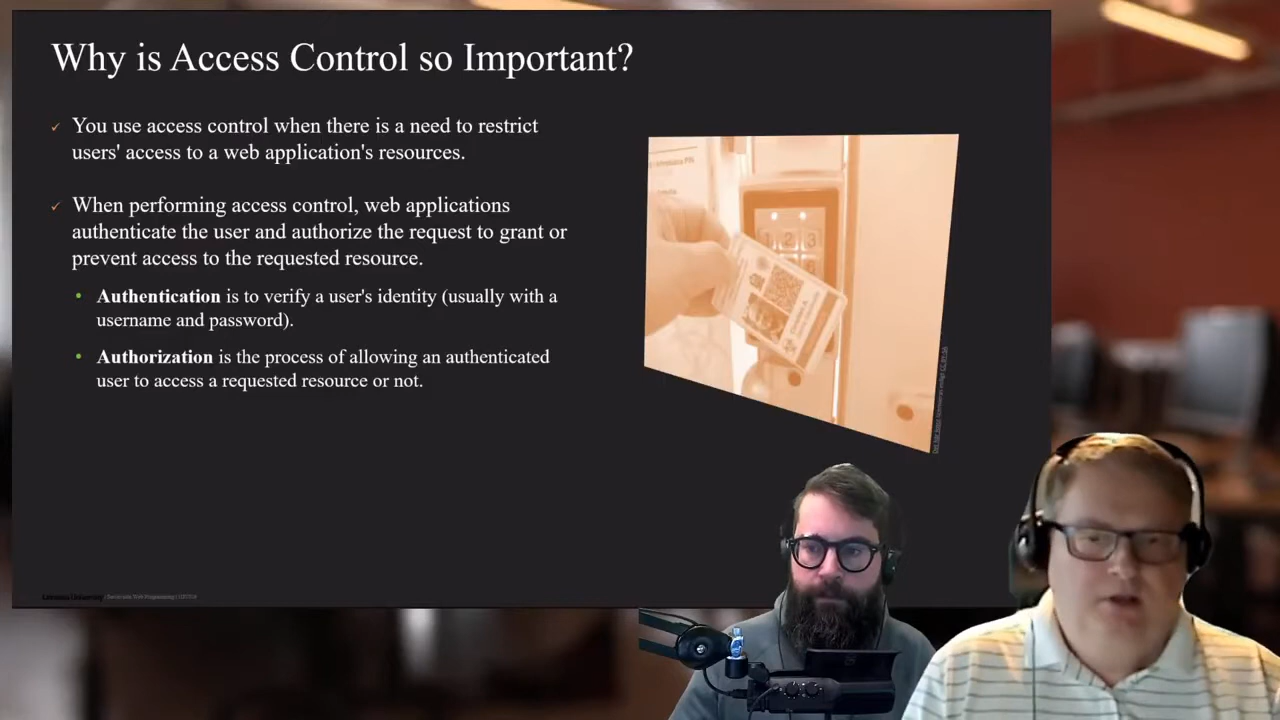 Why is Access Control so Important?
You use access control when there is a need to restrict
users' access to a web application's resources.
When performing access control, web applications
authenticate the user and authorize the request to grant or
prevent access to the requested resource.
Authentication is to verify a user's identity (usually with a
username and password).
Authorization is the process of allowing an authenticated
user to access a requested resource or not.
1 2 3